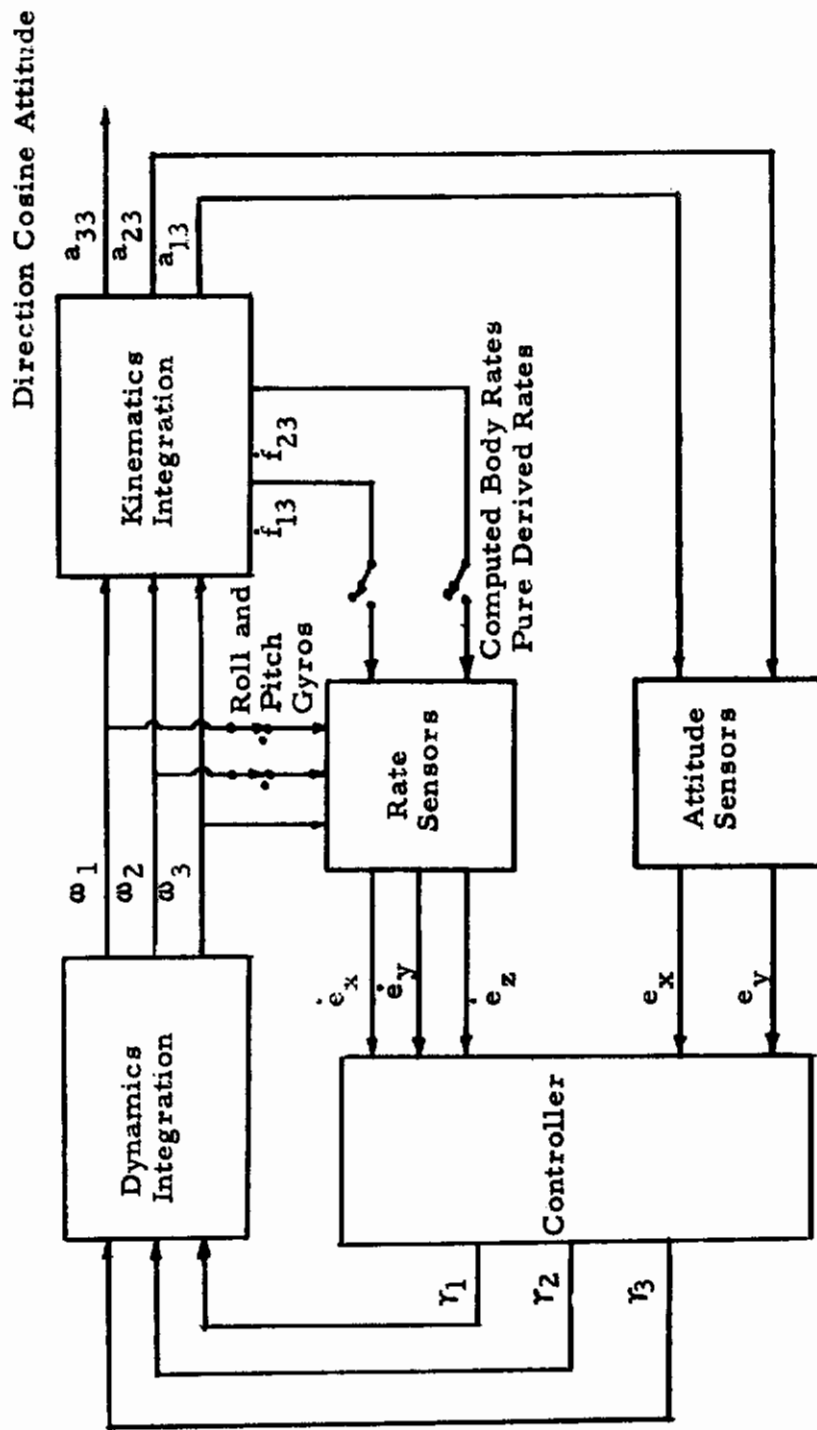 Direction Cosine Attitude
a33
a23
a13
Kinematics
Integration
ḟ13
ḟ23
ω1
ω2
ω3
Dynamics
Integration
Roll and
Pitch
Gyros
Computed Body Rates
Pure Derived Rates
Rate
Sensors
ėx
ėy
ėz
Attitude
Sensors
ex
ey
Controller
γ1
γ2
γ3